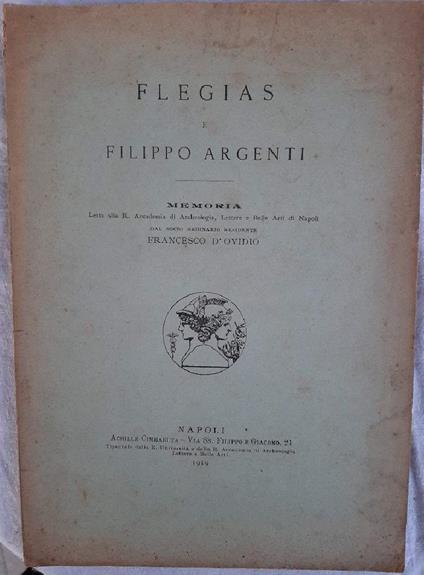 FLEGIAS
E
FILIPPO ARGENTI
MEMORIA
Letta alla R. Accademia di Archeologia, Lettere e Belle Arti di Napoli
DAL SOCIO ORDINARIO RESIDENTE
FRANCESCO D'OVIDIO
NAPOLI
ACHILLE CIMMARUTA – VIA SS. FILIPPO E GIACOMO, 21
Tipografo della R. Università e della R. Accademia di Archeologia
Lettere e Belle Arti
1919